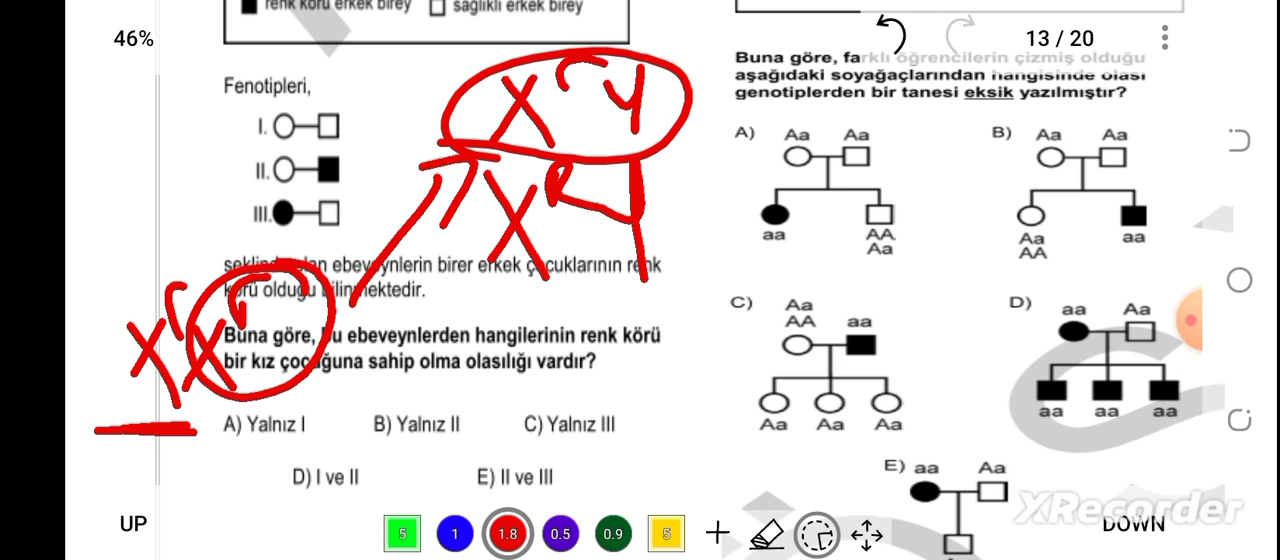 46%
renk körü erkek birey
sağlıklı erkek birey
Fenotipleri,
I.
II.
III.
şeklinde olan ebeveynlerin birer erkek çocuklarının renk
körü olduğu bilinmektedir.
Buna göre, bu ebeveynlerden hangilerinin renk körü
bir kız çocuğuna sahip olma olasılığı vardır?
A) Yalnız I
B) Yalnız II
C) Yalnız III
D) I ve II
E) II ve III
X r Y
X R Y
X r X r
13 / 20
Buna göre, farklı öğrencilerin çizmiş olduğu
aşağıdaki soyağaçlarından hangisinde olası
genotiplerden bir tanesi eksik yazılmıştır?
A)
Aa
Aa
aa
AA
Aa
B)
Aa
Aa
Aa
AA
aa
C)
Aa
AA
aa
Aa
Aa
Aa
D)
aa
Aa
aa
aa
aa
E)
aa
Aa
XRecorder
UP
5
1
1.8
0.5
0.9
5
DOWN